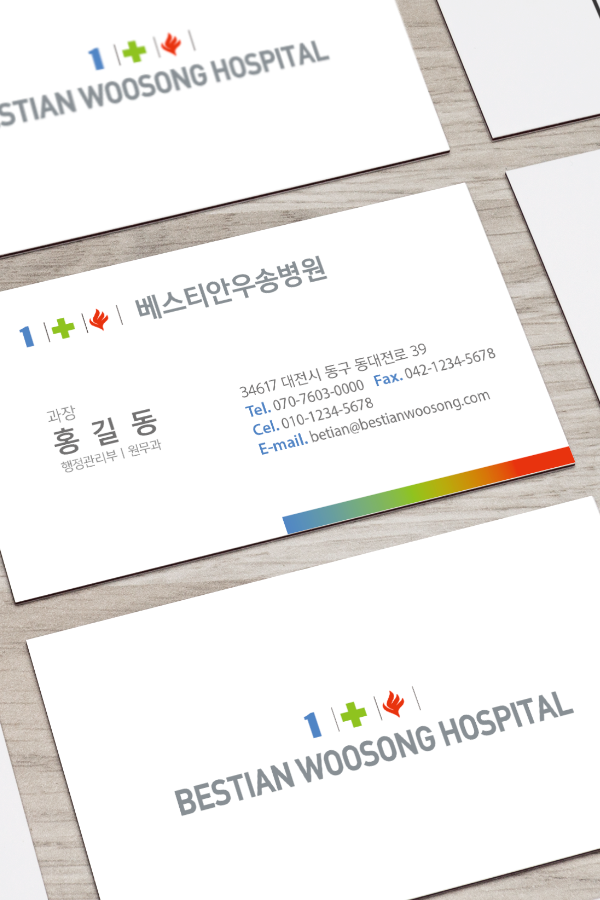 1
BESTIAN WOOSONG HOSPITAL
1 베스티안우송병원
과장
홍 길 동
행정관리부 | 원무과
34617 대전시 동구 동대전로 39
Tel. 070-7603-0000 Fax. 042-1234-5678
Cel. 010-1234-5678
E-mail. betian@bestianwoosong.com
1
BESTIAN WOOSONG HOSPITAL